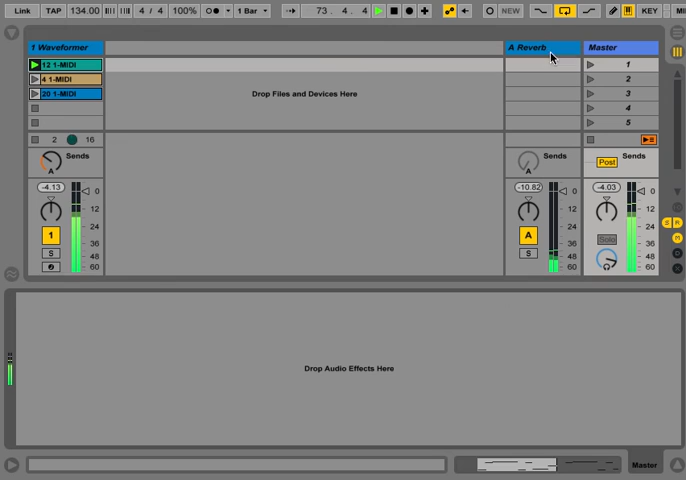 Link TAP 134.00 4 / 4 100% 1 Bar 73. 4. 4 NEW KEY MI
1 Waveformer A Reverb Master
12 1-MIDI 1
4 1-MIDI 2
20 1-MIDI Drop Files and Devices Here 3
4
5
2 16
Sends Sends Post Sends
A A
-4.13 -10.82 -4.03
0 0 0
12 12 12
24 24 24
1 A Solo
36 36 36
S S
48 48 48
60 60 60
S R
M
D
X
Drop Audio Effects Here
Master